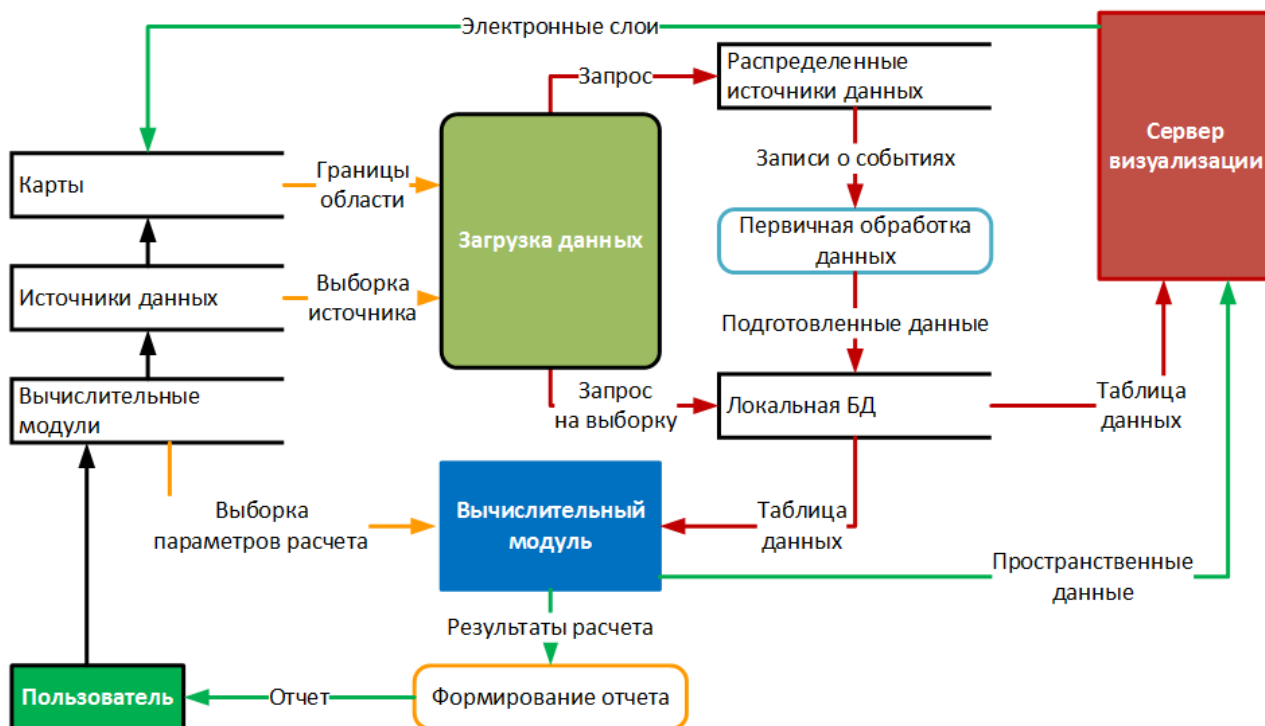 Электронные слои
Запрос
Распределенные
источники данных
Сервер
визуализации
Карты
Границы
области
Записи о событиях
Загрузка данных
Первичная обработка
данных
Источники данных
Выборка
источника
Подготовленные данные
Вычислительные
модули
Запрос
на выборку
Локальная БД
Таблица
данных
Выборка
параметров расчета
Вычислительный
модуль
Таблица
данных
Пространственные
данные
Результаты расчета
Пользователь
Отчет
Формирование отчета